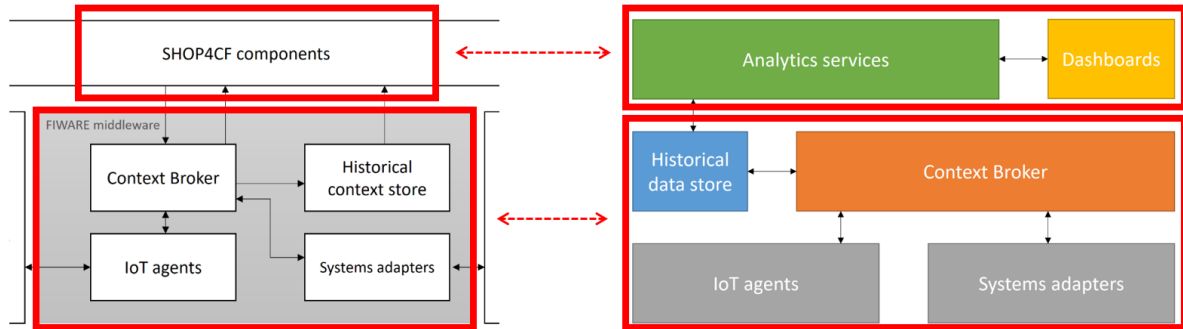 SHOP4CF components
FIWARE middleware
Context Broker
Historical
context store
IoT agents
Systems adapters
Analytics services
Dashboards
Historical
data store
Context Broker
IoT agents
Systems adapters